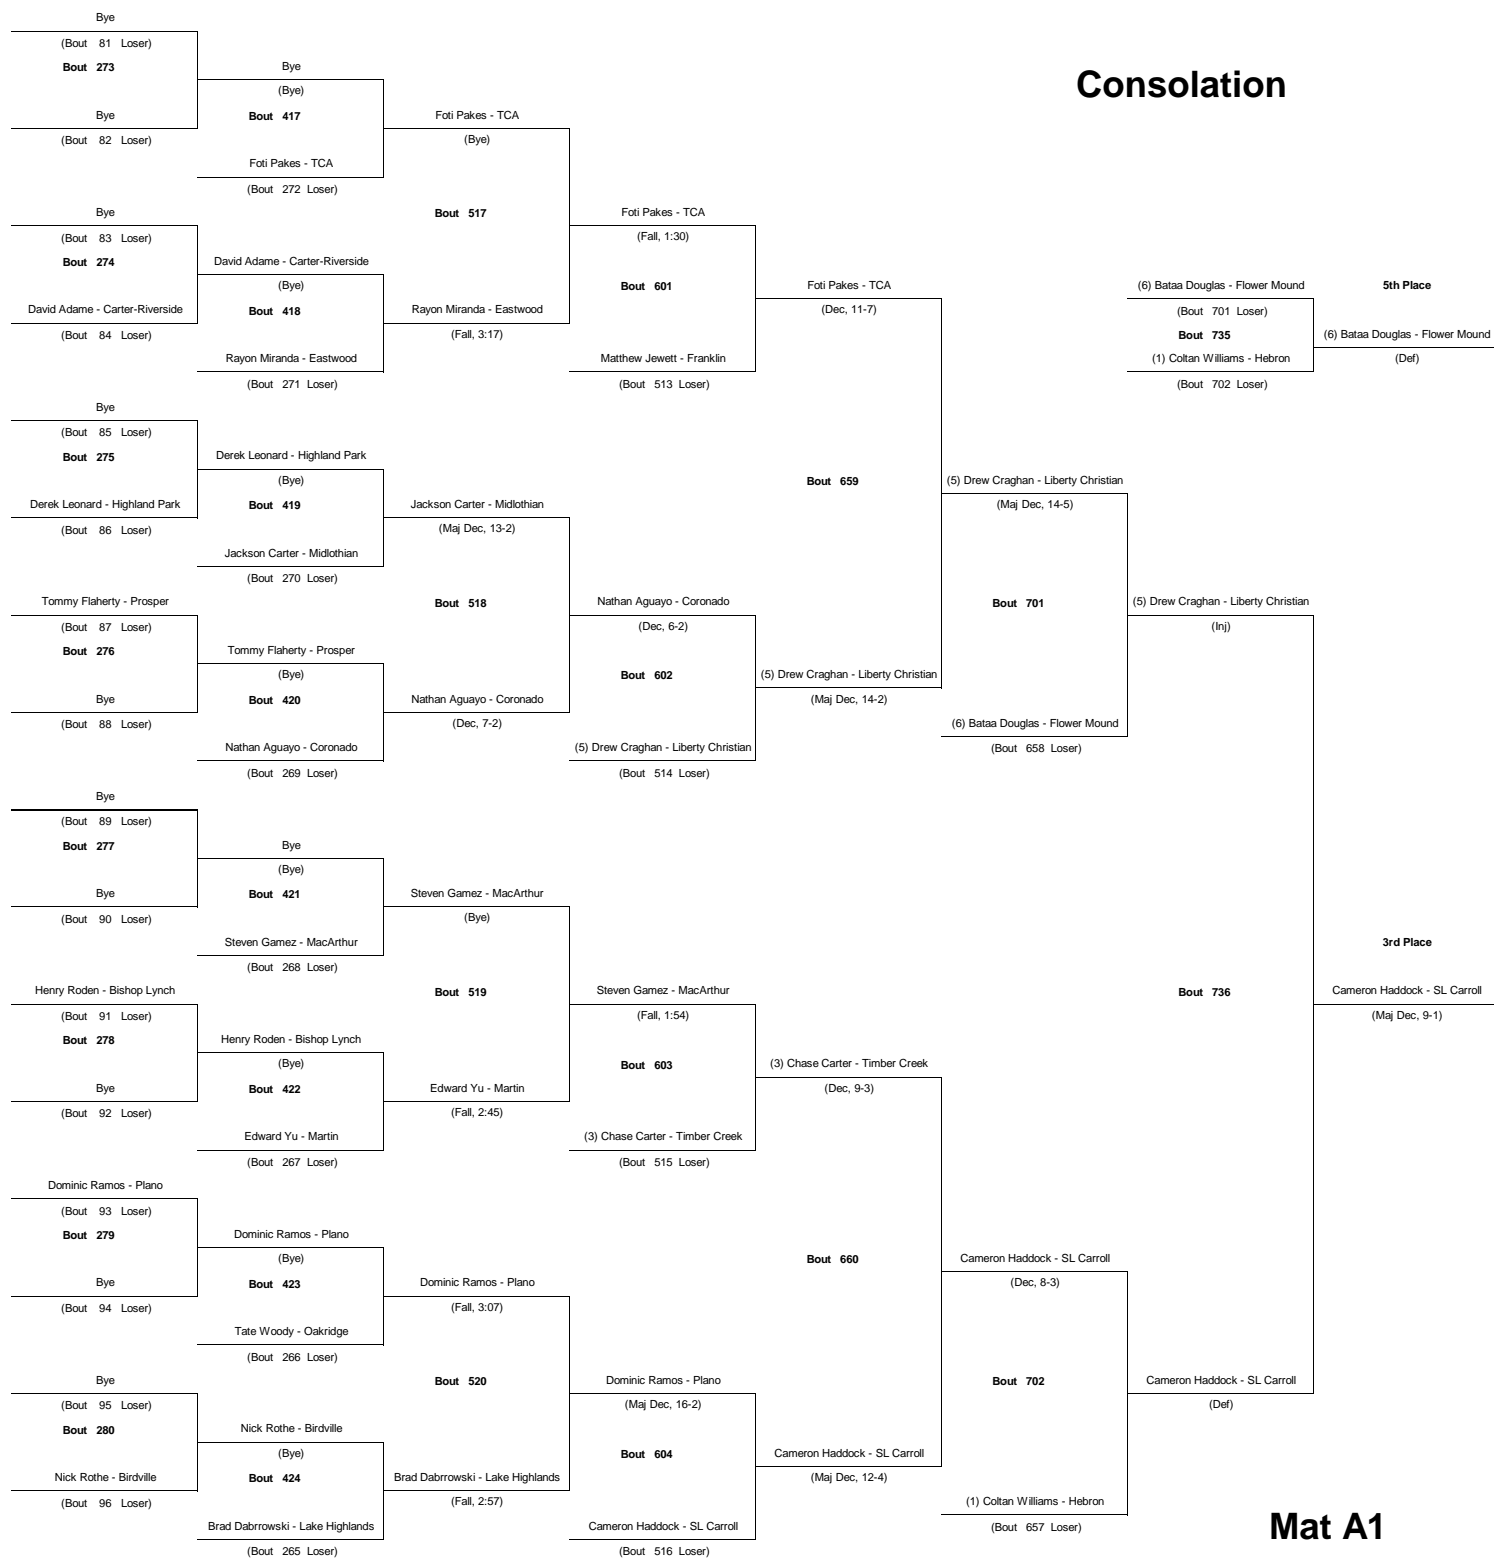 Bye
(Bout 81 Loser)
Bout 273
Bye
(Bout 82 Loser)
Bye
(Bout 83 Loser)
Bout 274
David Adame - Carter-Riverside
(Bout 84 Loser)
Bye
(Bout 85 Loser)
Bout 275
Derek Leonard - Highland Park
(Bout 86 Loser)
Tommy Flaherty - Prosper
(Bout 87 Loser)
Bout 276
Bye
(Bout 88 Loser)
Bye
(Bout 89 Loser)
Bout 277
Bye
(Bout 90 Loser)
Henry Roden - Bishop Lynch
(Bout 91 Loser)
Bout 278
Bye
(Bout 92 Loser)
Dominic Ramos - Plano
(Bout 93 Loser)
Bout 279
Bye
(Bout 94 Loser)
Bye
(Bout 95 Loser)
Bout 280
Nick Rothe - Birdville
(Bout 96 Loser)
Bye
(Bye)
Bout 417
Foti Pakes - TCA
(Bout 272 Loser)
David Adame - Carter-Riverside
(Bye)
Bout 418
Rayon Miranda - Eastwood
(Bout 271 Loser)
Derek Leonard - Highland Park
(Bye)
Bout 419
Jackson Carter - Midlothian
(Bout 270 Loser)
Tommy Flaherty - Prosper
(Bye)
Bout 420
Nathan Aguayo - Coronado
(Bout 269 Loser)
Bye
(Bye)
Bout 421
Steven Gamez - MacArthur
(Bout 268 Loser)
Henry Roden - Bishop Lynch
(Bye)
Bout 422
Edward Yu - Martin
(Bout 267 Loser)
Dominic Ramos - Plano
(Bye)
Bout 423
Tate Woody - Oakridge
(Bout 266 Loser)
Nick Rothe - Birdville
(Bye)
Bout 424
Brad Dabrrowski - Lake Highlands
(Bout 265 Loser)
Foti Pakes - TCA
(Bye)
Bout 517
Rayon Miranda - Eastwood
(Fall, 3:17)
Jackson Carter - Midlothian
(Maj Dec, 13-2)
Bout 518
Nathan Aguayo - Coronado
(Dec, 7-2)
Steven Gamez - MacArthur
(Bye)
Bout 519
Edward Yu - Martin
(Fall, 2:45)
Dominic Ramos - Plano
(Fall, 3:07)
Bout 520
Brad Dabrrowski - Lake Highlands
(Fall, 2:57)
Foti Pakes - TCA
(Fall, 1:30)
Bout 601
Matthew Jewett - Franklin
(Bout 513 Loser)
Nathan Aguayo - Coronado
(Dec, 6-2)
Bout 602
(5) Drew Craghan - Liberty Christian
(Bout 514 Loser)
Steven Gamez - MacArthur
(Fall, 1:54)
Bout 603
(3) Chase Carter - Timber Creek
(Bout 515 Loser)
Dominic Ramos - Plano
(Maj Dec, 16-2)
Bout 604
Cameron Haddock - SL Carroll
(Bout 516 Loser)
Foti Pakes - TCA
(Dec, 11-7)
Bout 659
(5) Drew Craghan - Liberty Christian
(Maj Dec, 14-2)
(3) Chase Carter - Timber Creek
(Dec, 9-3)
Bout 660
Cameron Haddock - SL Carroll
(Maj Dec, 12-4)
(5) Drew Craghan - Liberty Christian
(Maj Dec, 14-5)
Bout 701
(6) Bataa Douglas - Flower Mound
(Bout 658 Loser)
Cameron Haddock - SL Carroll
(Dec, 8-3)
Bout 702
(1) Coltan Williams - Hebron
(Bout 657 Loser)
Consolation
(6) Bataa Douglas - Flower Mound
(Bout 701 Loser)
Bout 735
(1) Coltan Williams - Hebron
(Bout 702 Loser)
5th Place
(6) Bataa Douglas - Flower Mound
(Def)
(5) Drew Craghan - Liberty Christian
(Inj)
Bout 736
Cameron Haddock - SL Carroll
(Def)
3rd Place
Cameron Haddock - SL Carroll
(Maj Dec, 9-1)
Mat A1